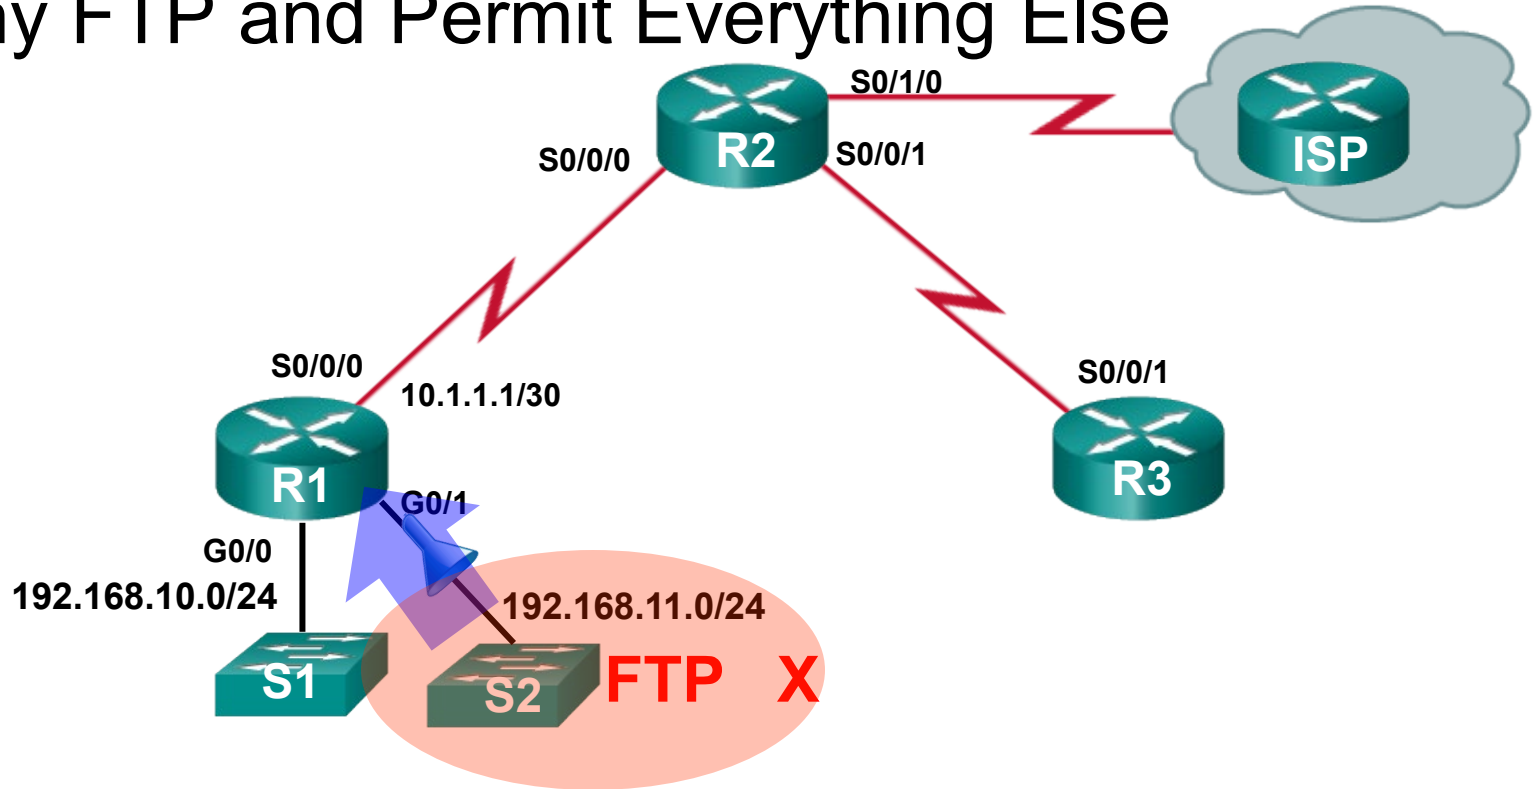 ny FTP and Permit Everything Else
S0/1/0
R2
ISP
S0/0/0
S0/0/1
S0/0/0
10.1.1.1/30
S0/0/1
R1
R3
G0/1
G0/0
192.168.10.0/24
192.168.11.0/24
S1
S2
FTP X